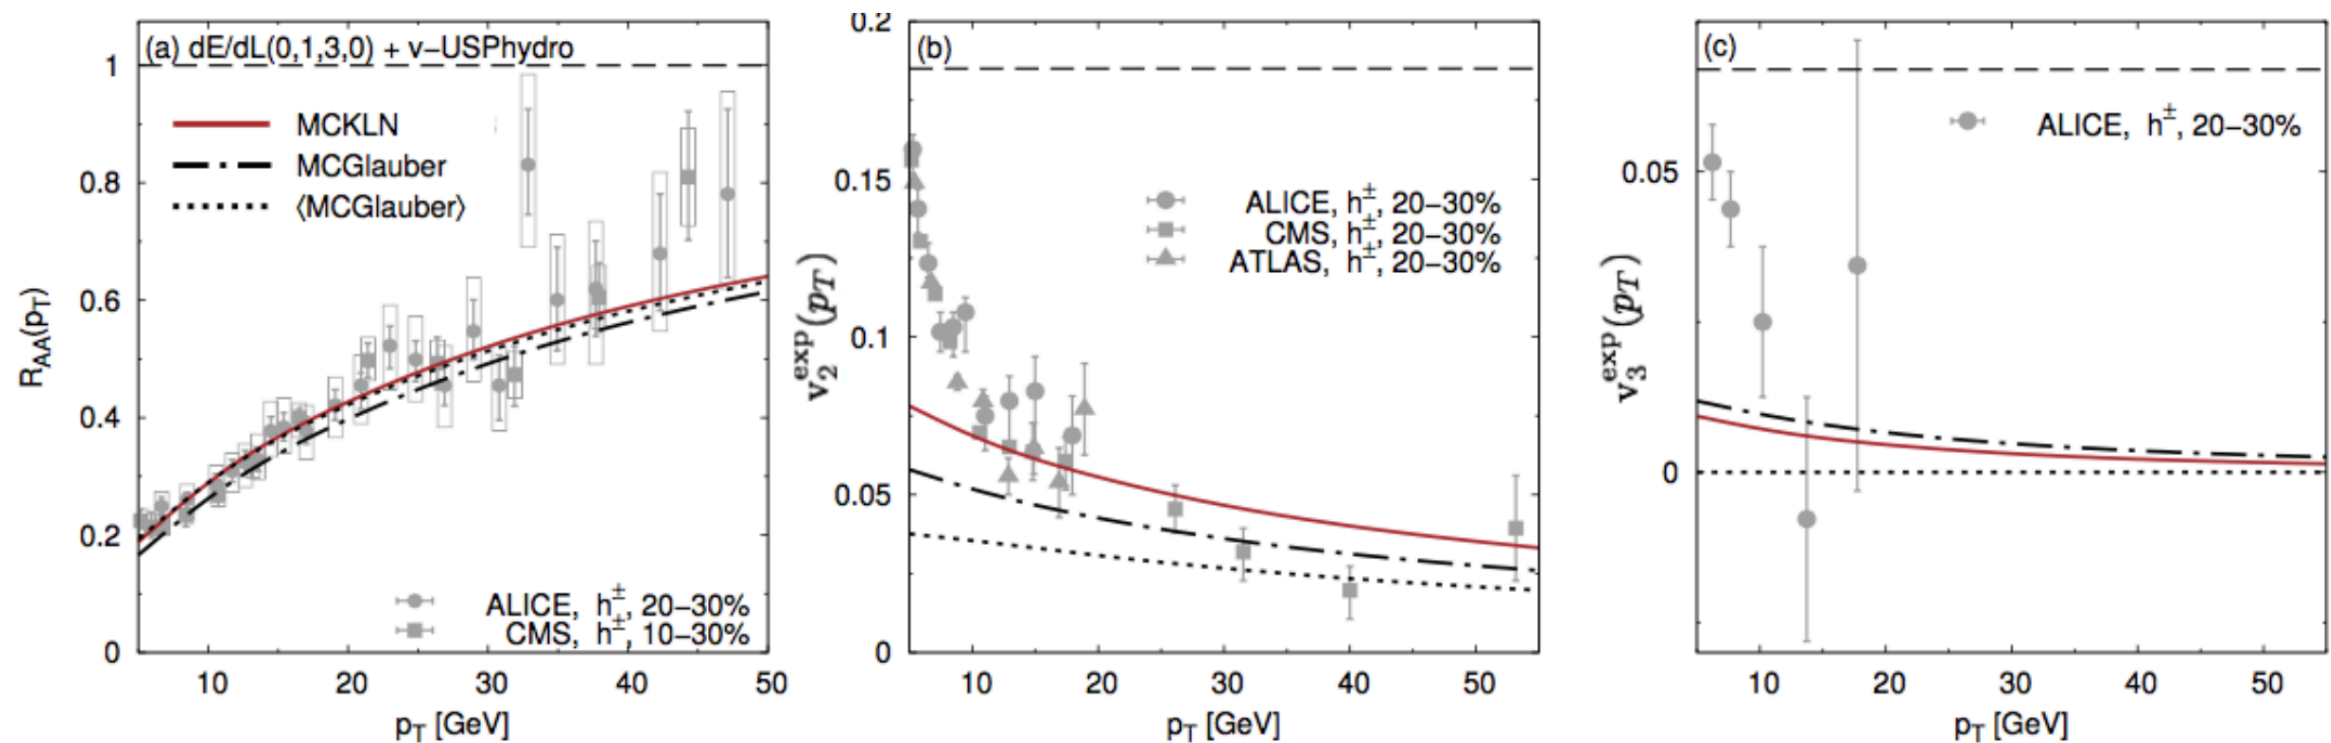 (a) dE/dL(0,1,3,0) + v−USPhydro
MCKLN
MCGlauber
⟨MCGlauber⟩
ALICE, h±, 20−30%
CMS, h±, 10−30%
R_AA(p_T)
1
0.8
0.6
0.4
0.2
0
10 20 30 40 50
p_T [GeV]
(b)
ALICE, h±, 20−30%
CMS, h±, 20−30%
ATLAS, h±, 20−30%
v_2^exp(p_T)
0.2
0.15
0.1
0.05
0
10 20 30 40 50
p_T [GeV]
(c)
ALICE, h±, 20−30%
v_3^exp(p_T)
0.05
0
10 20 30 40 50
p_T [GeV]